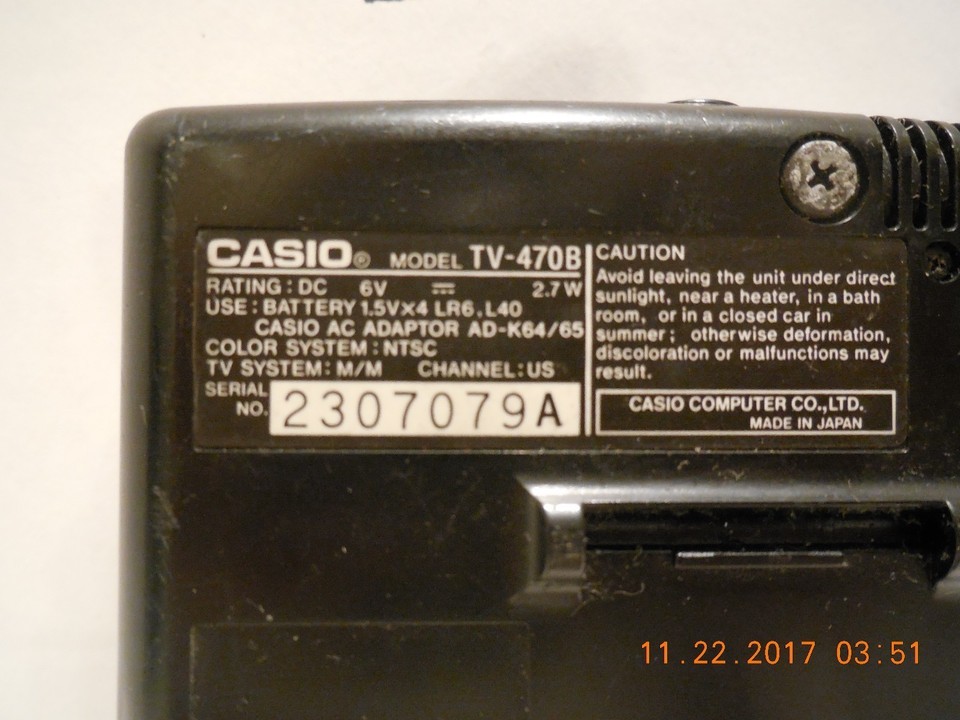 CASIO® MODEL TV-470B
RATING: DC 6V ⎓ 2.7W
USE: BATTERY 1.5V×4 LR6, L40
CASIO AC ADAPTOR AD-K64/65
COLOR SYSTEM: NTSC
TV SYSTEM: M/M CHANNEL: US
SERIAL
NO. 2307079A
CAUTION
Avoid leaving the unit under direct
sunlight, near a heater, in a bath
room, or in a closed car in
summer; otherwise deformation,
discoloration or malfunctions may
result.
CASIO COMPUTER CO.,LTD.
MADE IN JAPAN
11.22.2017 03:51